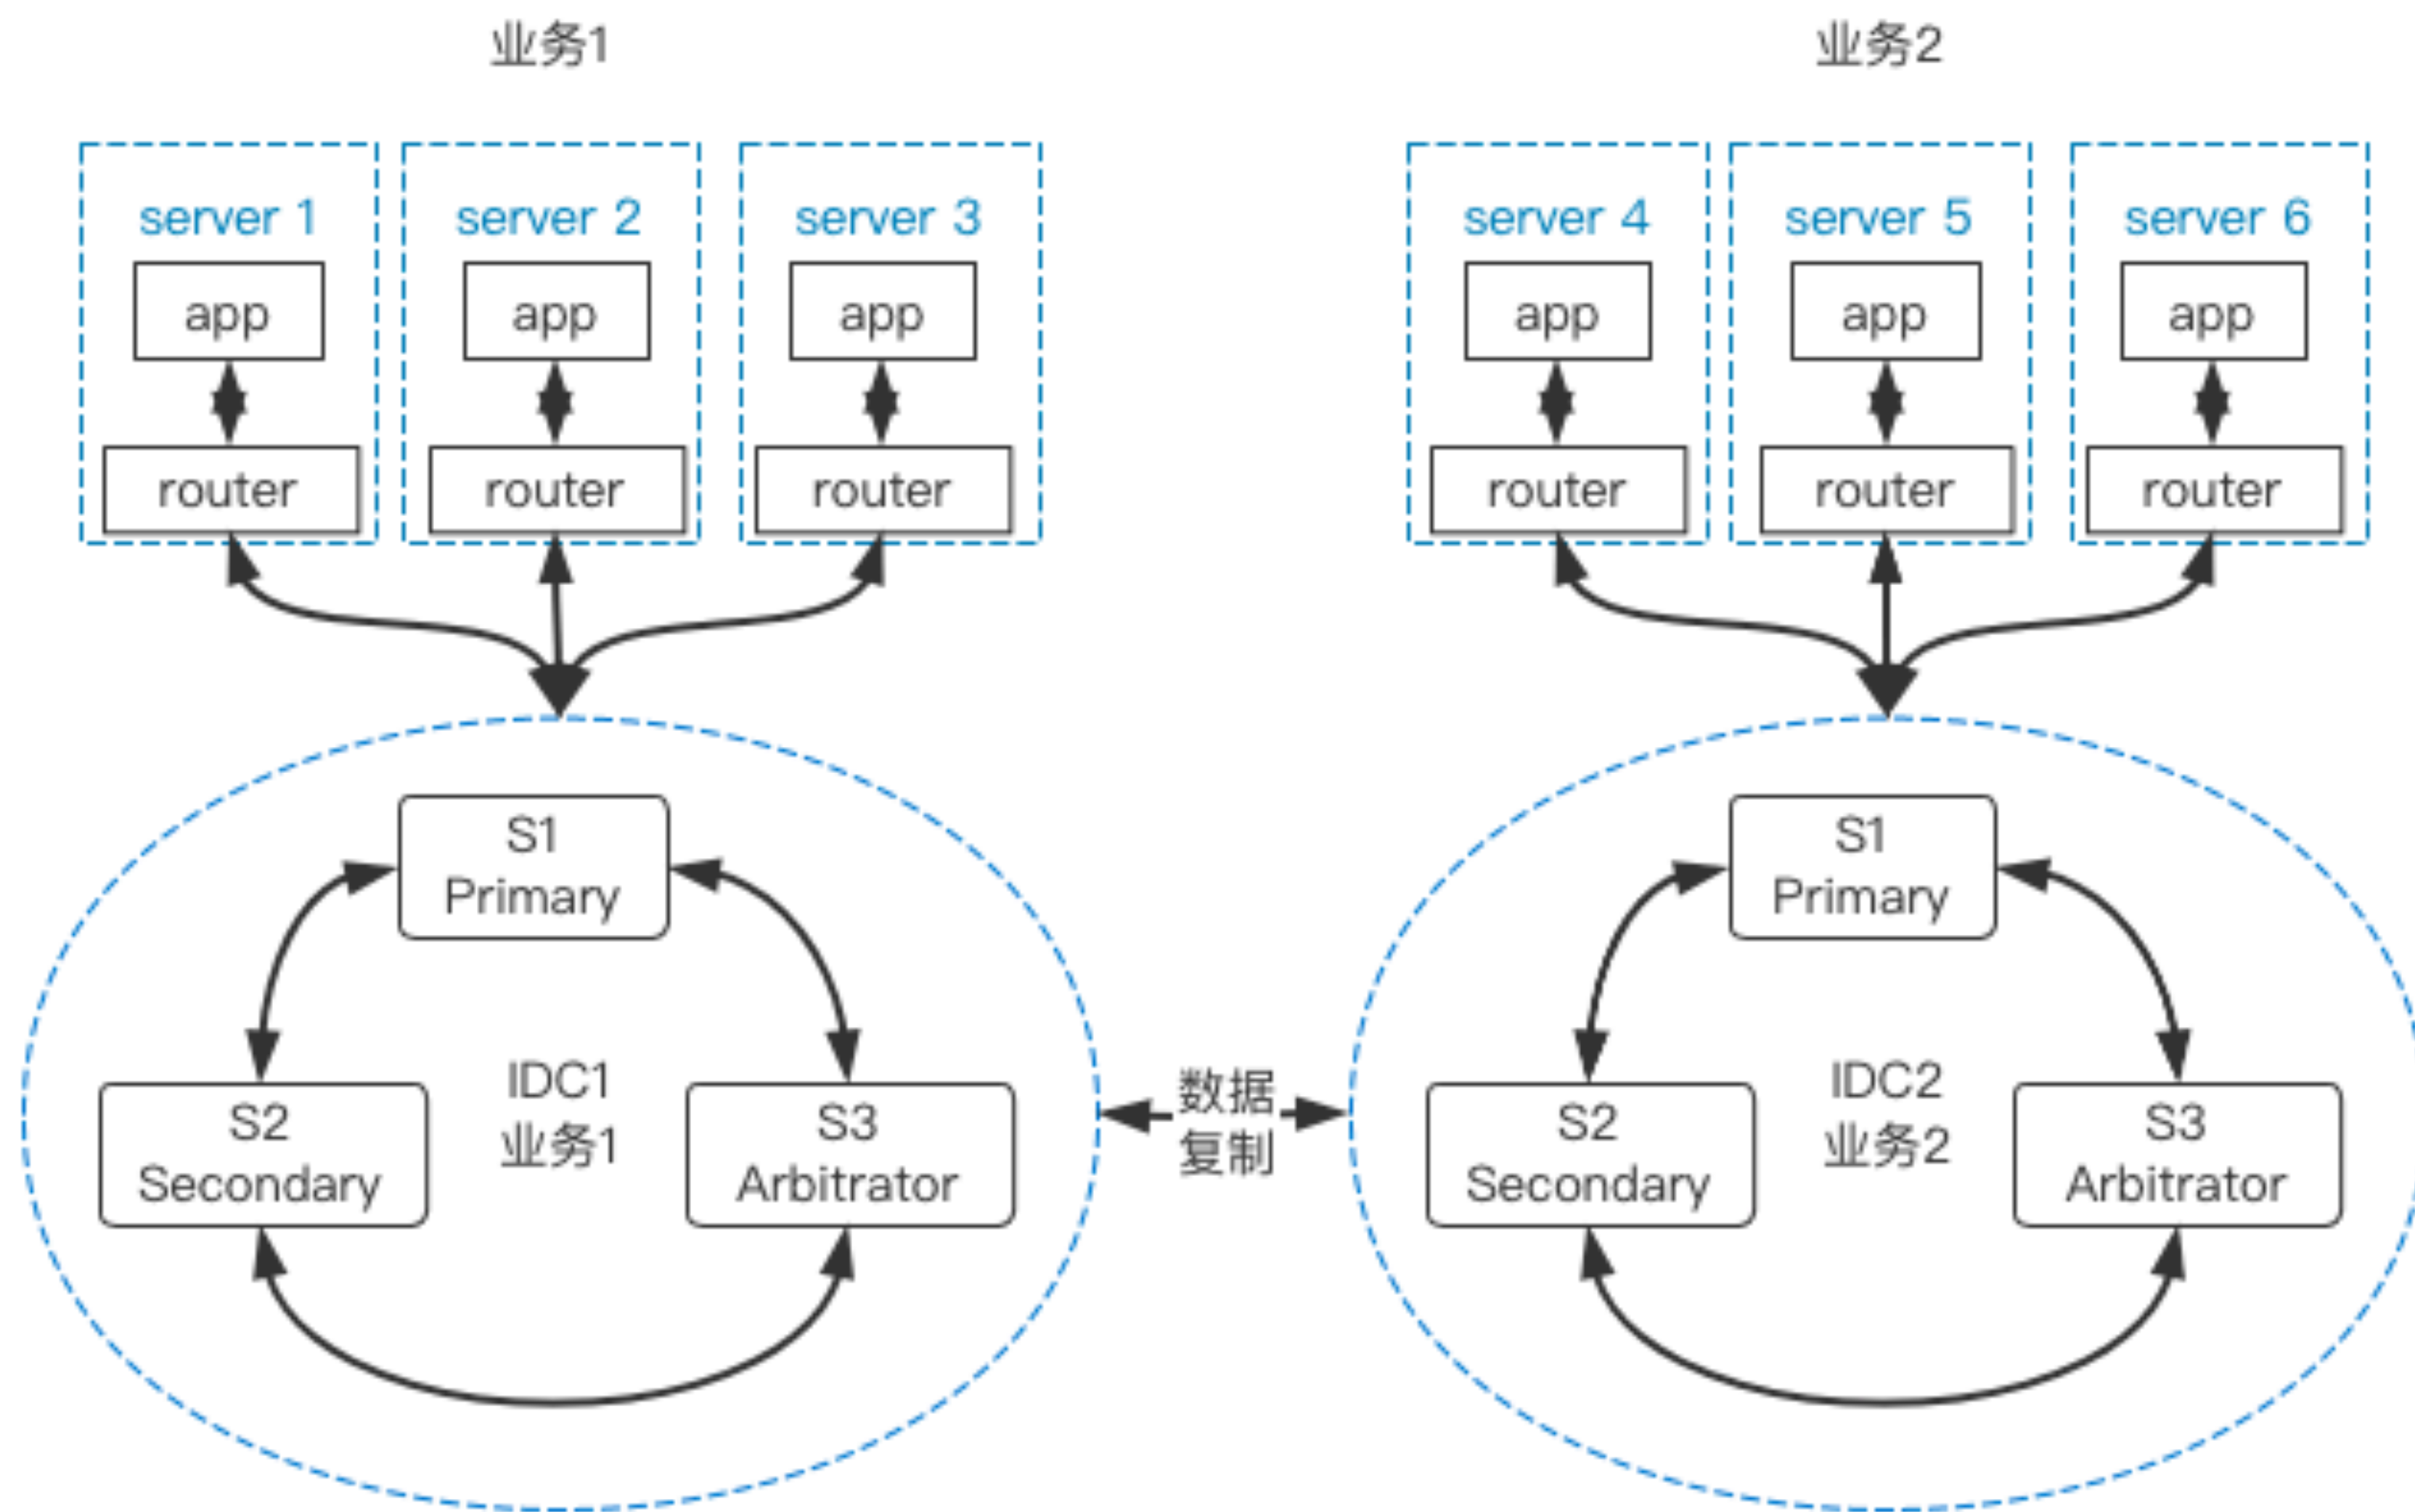 业务1
业务2
server 1
server 2
server 3
server 4
server 5
server 6
app
app
app
app
app
app
router
router
router
router
router
router
S1
Primary
S1
Primary
IDC1
业务1
S2
Secondary
S3
Arbitrator
数据
复制
IDC2
业务2
S2
Secondary
S3
Arbitrator